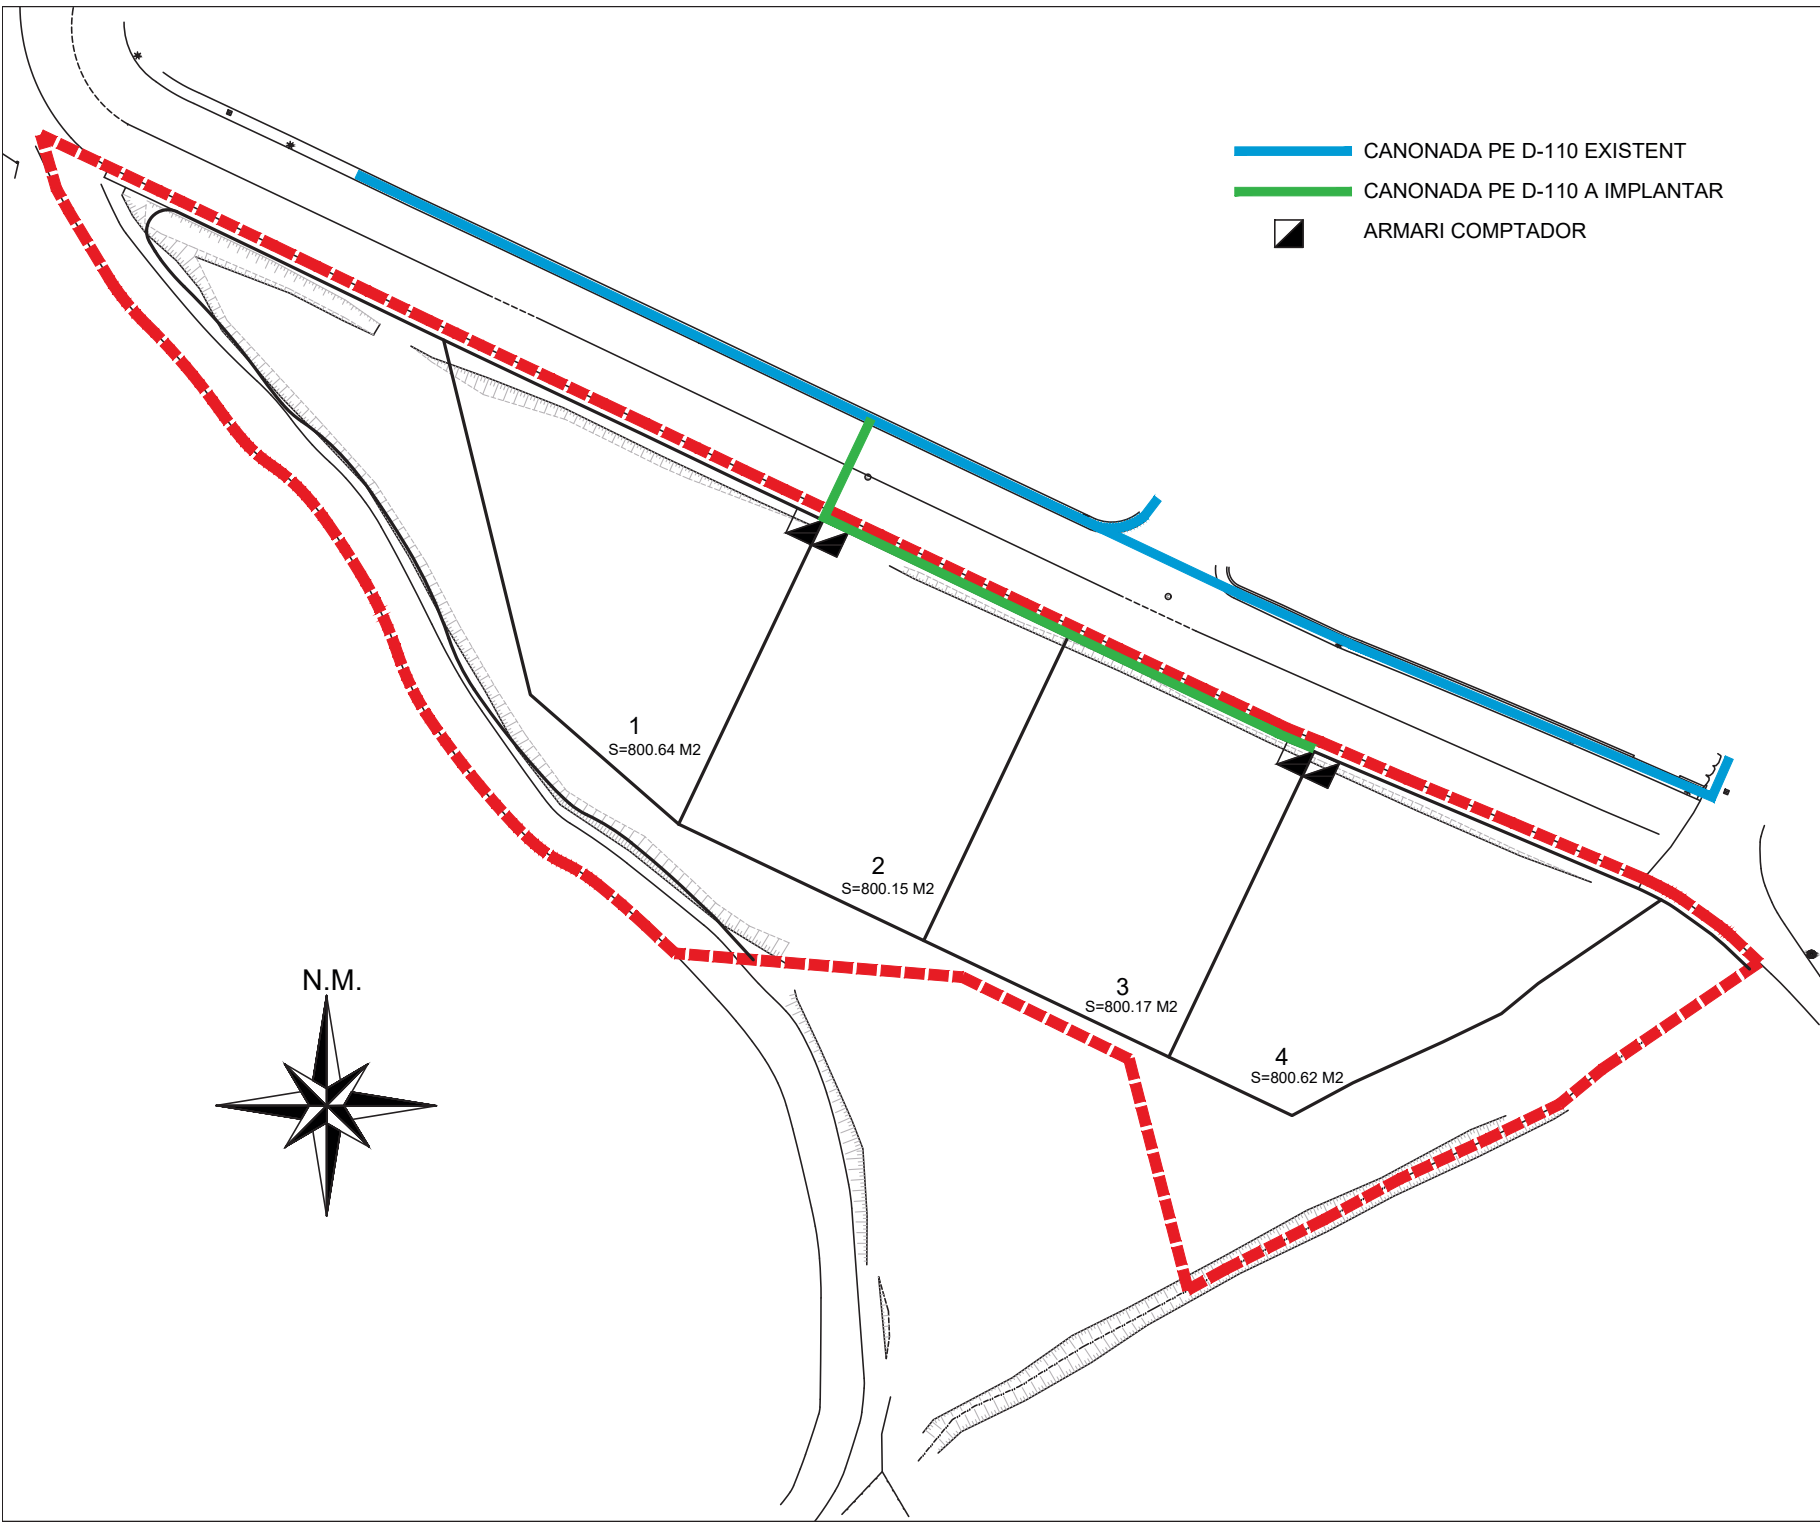 CANONADA PE D-110 EXISTENT
CANONADA PE D-110 A IMPLANTAR
ARMARI COMPTADOR
1
S=800.64 M2
2
S=800.15 M2
3
S=800.17 M2
4
S=800.62 M2
N.M.